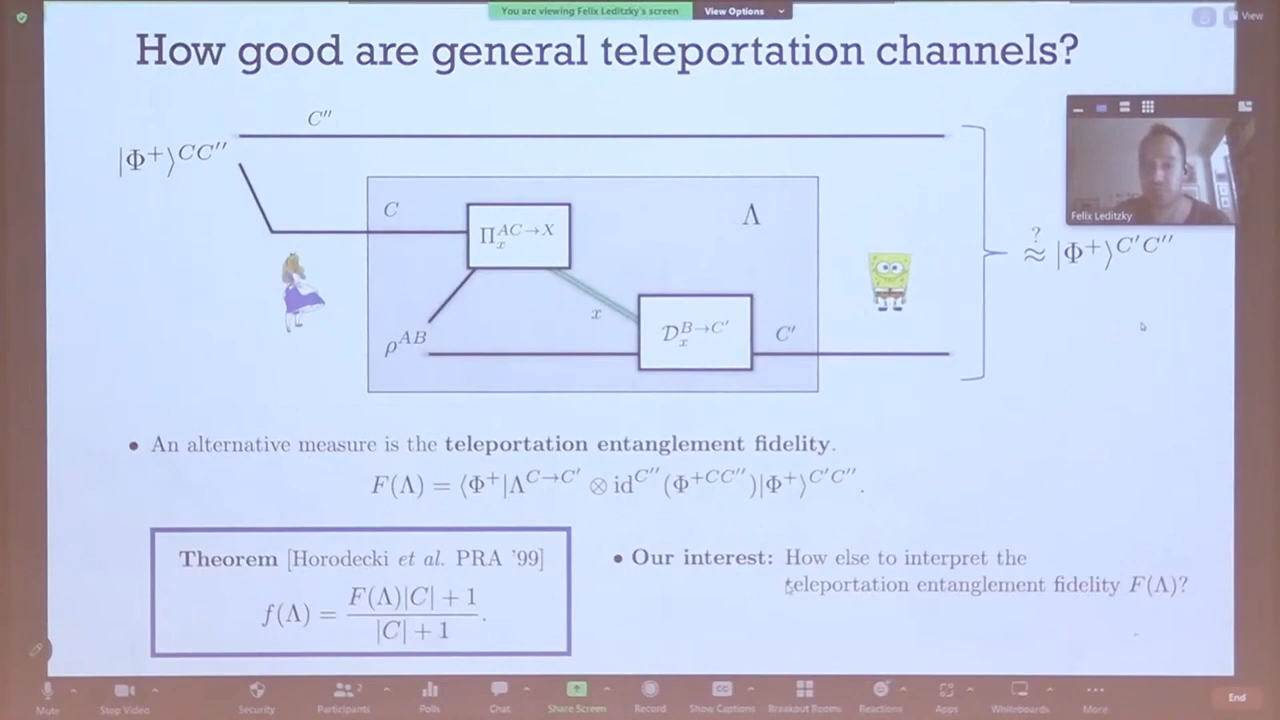 You are viewing Felix Leditzky's screen View Options
View
How good are general teleportation channels?
C''
|Φ⁺⟩^{CC''}
C
Π_x^{AC→X}
Λ
Felix Leditzky
≈^? |Φ⁺⟩^{C'C''}
x
ρ^{AB}
𝒟_x^{B→C'}
C'
• An alternative measure is the teleportation entanglement fidelity.
F(Λ) = ⟨Φ⁺|Λ^{C→C'} ⊗ id^{C''}(Φ^{+CC''})|Φ⁺⟩^{C'C''}.
Theorem [Horodecki et al. PRA '99]
f(Λ) = (F(Λ)|C| + 1)/(|C| + 1).
• Our interest: How else to interpret the
teleportation entanglement fidelity F(Λ)?
Mute Stop Video Security Participants 2 Polls Chat Share Screen Record Show Captions Breakout Rooms Reactions Apps Whiteboards More End